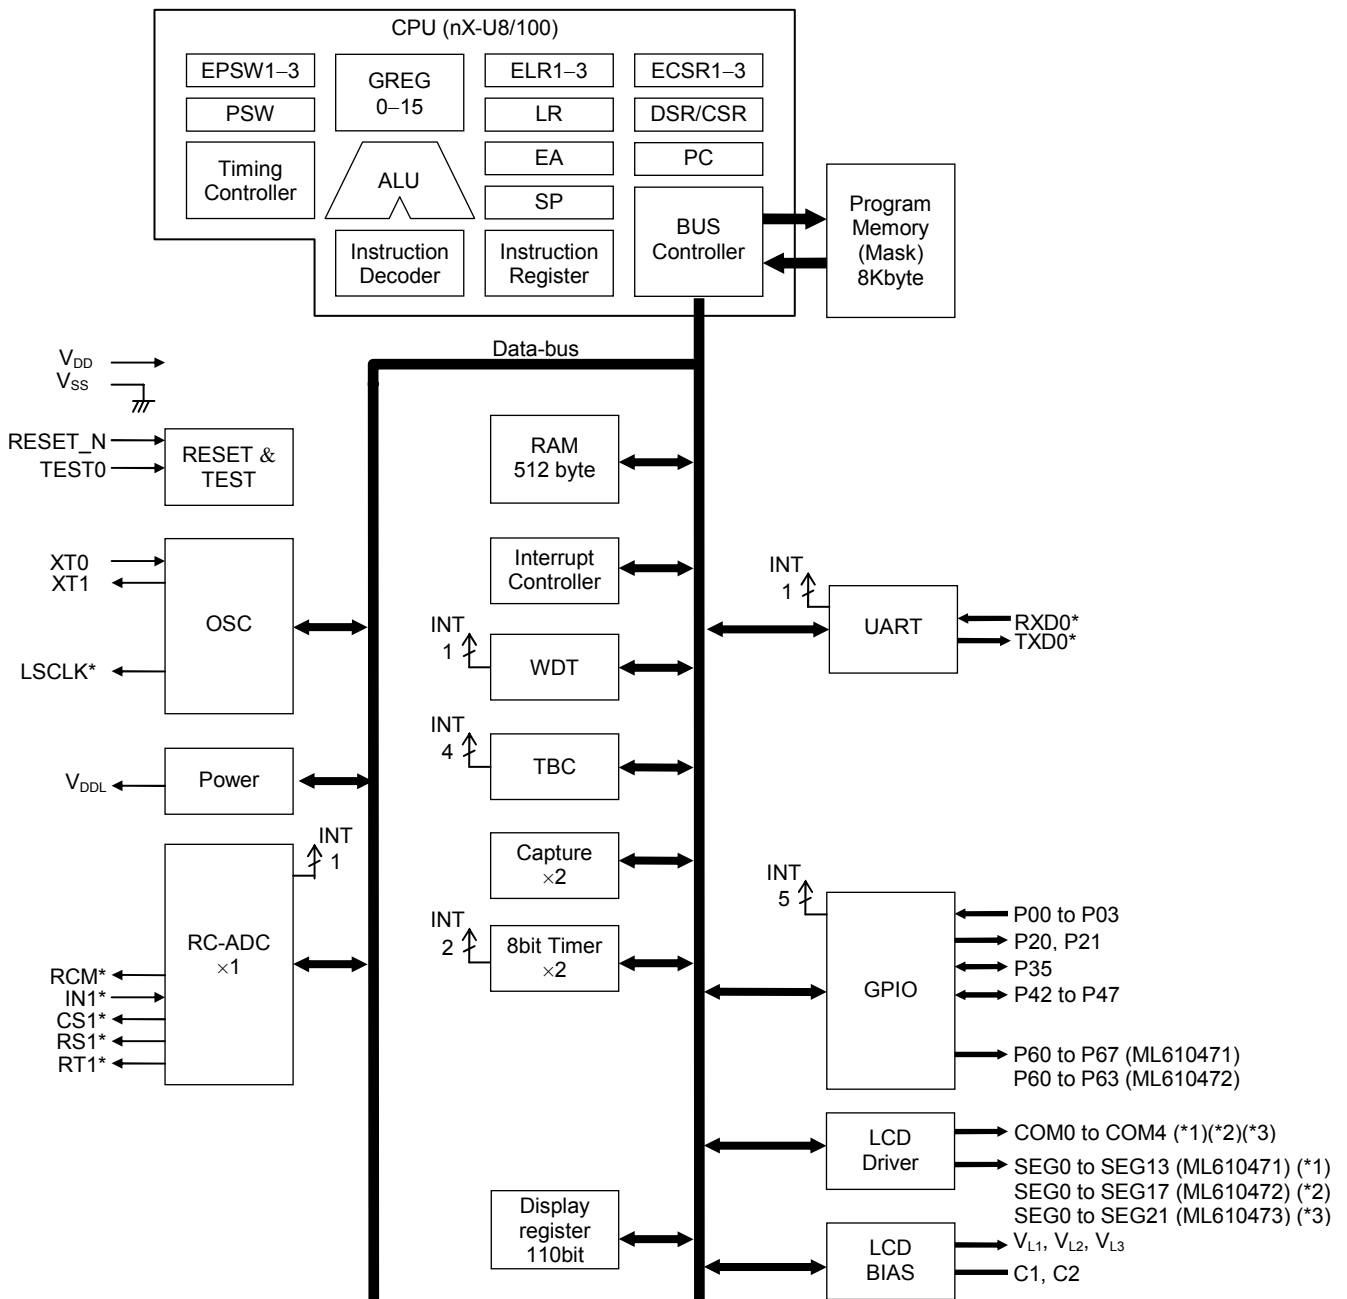 CPU (nX-U8/100)
EPSW1–3
GREG
0–15
ELR1–3
ECSR1–3
PSW
LR
DSR/CSR
Timing
Controller
ALU
EA
PC
SP
BUS
Controller
Program
Memory
(Mask)
8Kbyte
Instruction
Decoder
Instruction
Register
Data-bus
VDD
VSS
RESET_N
TEST0
RESET &
TEST
RAM
512 byte
XT0
XT1
OSC
LSCLK*
Interrupt
Controller
INT
1
UART
RXD0*
TXD0*
INT
1
WDT
INT
4
TBC
VDDL
Power
INT
1
RC-ADC
×1
RCM*
IN1*
CS1*
RS1*
RT1*
Capture
×2
INT
2
8bit Timer
×2
INT
5
GPIO
P00 to P03
P20, P21
P35
P42 to P47
P60 to P67 (ML610471)
P60 to P63 (ML610472)
LCD
Driver
COM0 to COM4 (*1)(*2)(*3)
SEG0 to SEG13 (ML610471) (*1)
SEG0 to SEG17 (ML610472) (*2)
SEG0 to SEG21 (ML610473) (*3)
Display
register
110bit
LCD
BIAS
VL1, VL2, VL3
C1, C2